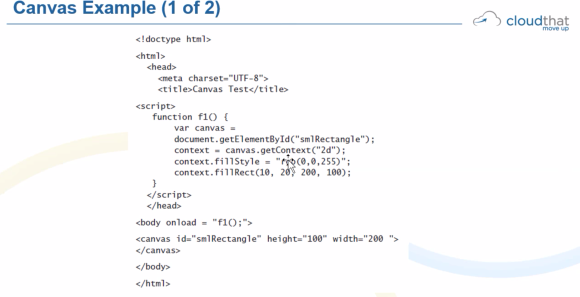 Canvas Example (1 of 2)
cloudthat
move up
<!doctype html>
<html>
<head>
<meta charset="UTF-8">
<title>Canvas Test</title>
<script>
function f1() {
var canvas =
document.getElementById("smlRectangle");
context = canvas.getContext("2d");
context.fillStyle = "(0,0,255)";
context.fillRect(10, 20, 200, 100);
}
</script>
</head>
<body onload = "f1();">
<canvas id="smlRectangle" height="100" width="200 ">
</canvas>
</body>
</html>